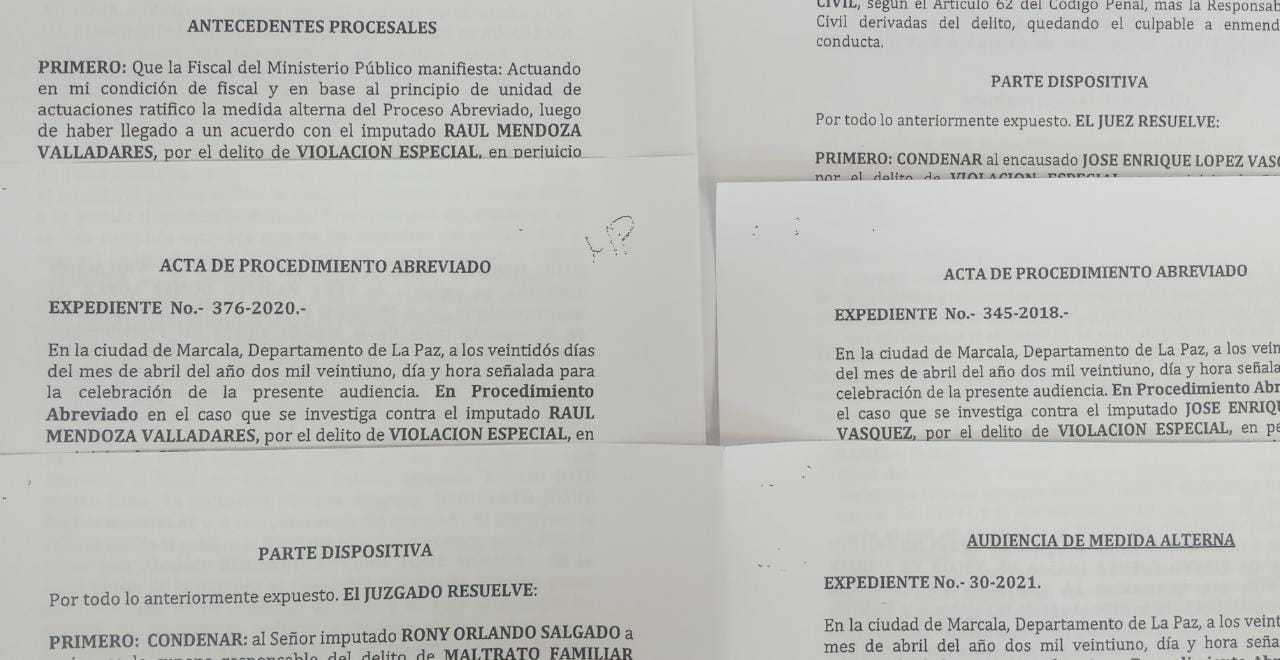 ANTECEDENTES PROCESALES
PRIMERO: Que la Fiscal del Ministerio Público manifiesta: Actuando
en mi condición de fiscal y en base al principio de unidad de
actuaciones ratifico la medida alterna del Proceso Abreviado, luego
de haber llegado a un acuerdo con el imputado RAUL MENDOZA
VALLADARES, por el delito de VIOLACION ESPECIAL, en perjuicio
CIVIL, según el Artículo 62 del Código Penal, mas la Responsab
Civil derivadas del delito, quedando el culpable a enmend
conducta.
PARTE DISPOSITIVA
Por todo lo anteriormente expuesto. EL JUEZ RESUELVE:
PRIMERO: CONDENAR al encausado JOSE ENRIQUE LOPEZ VASQ
por el delito de VIOLACION ESPECIAL
ACTA DE PROCEDIMIENTO ABREVIADO
EXPEDIENTE No.- 376-2020.-
En la ciudad de Marcala, Departamento de La Paz, a los veintidós días
del mes de abril del año dos mil veintiuno, día y hora señalada para
la celebración de la presente audiencia. En Procedimiento
Abreviado en el caso que se investiga contra el imputado RAUL
MENDOZA VALLADARES, por el delito de VIOLACION ESPECIAL, en
ACTA DE PROCEDIMIENTO ABREVIADO
EXPEDIENTE No.- 345-2018.-
En la ciudad de Marcala, Departamento de La Paz, a los vein
del mes de abril del año dos mil veintiuno, día y hora señala
celebración de la presente audiencia. En Procedimiento Abr
el caso que se investiga contra el imputado JOSE ENRIQU
VASQUEZ, por el delito de VIOLACION ESPECIAL, en pe
PARTE DISPOSITIVA
Por todo lo anteriormente expuesto. El JUZGADO RESUELVE:
PRIMERO: CONDENAR: al Señor imputado RONY ORLANDO SALGADO a
responsable del delito de MALTRATO FAMILIAR
AUDIENCIA DE MEDIDA ALTERNA
EXPEDIENTE No.- 30-2021.
En la ciudad de Marcala, Departamento de La Paz, a los veint
mes de abril del año dos mil veintiuno, día y hora seña